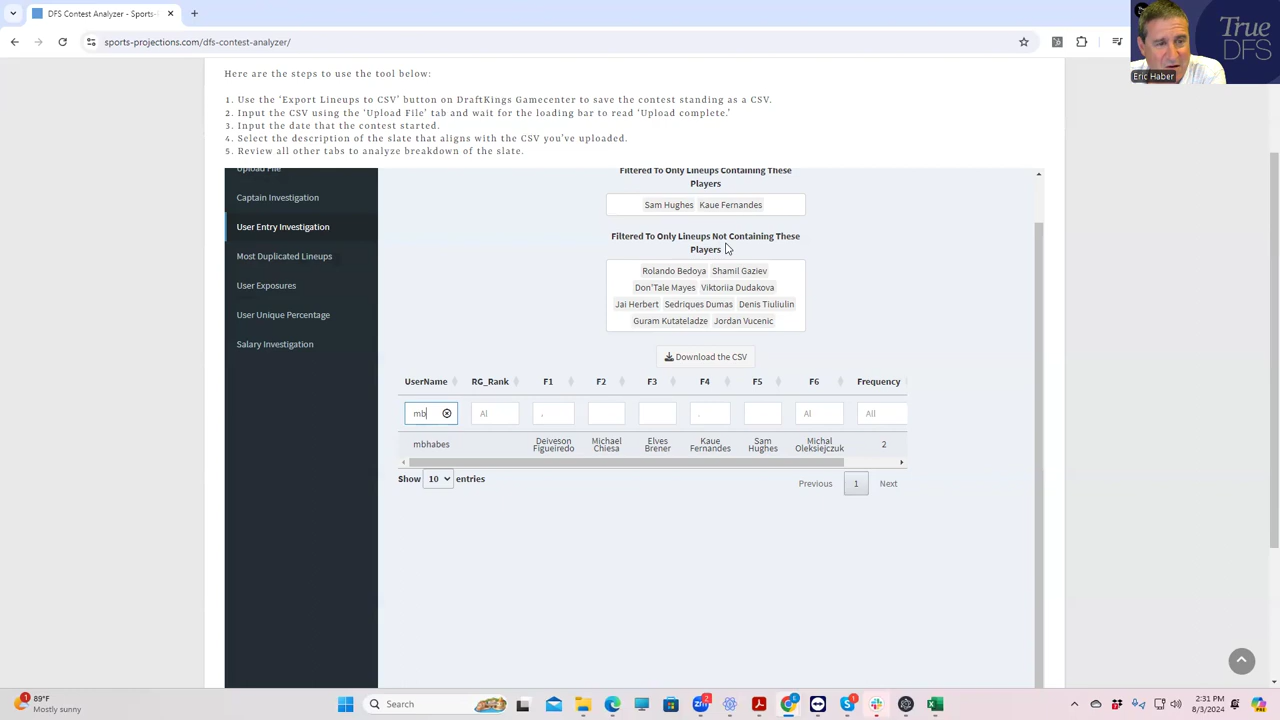 DFS Contest Analyzer - Sports-
sports-projections.com/dfs-contest-analyzer/
True
DFS
Eric Haber
Here are the steps to use the tool below:
1. Use the ‘Export Lineups to CSV’ button on DraftKings Gamecenter to save the contest standing as a CSV.
2. Input the CSV using the ‘Upload File’ tab and wait for the loading bar to read ‘Upload complete.’
3. Input the date that the contest started.
4. Select the description of the slate that aligns with the CSV you’ve uploaded.
5. Review all other tabs to analyze breakdown of the slate.
Upload File
Captain Investigation
User Entry Investigation
Most Duplicated Lineups
User Exposures
User Unique Percentage
Salary Investigation
Filtered To Only Lineups Containing These
Players
Sam Hughes Kaue Fernandes
Filtered To Only Lineups Not Containing These
Players
Rolando Bedoya Shamil Gaziev
Don'Tale Mayes Viktoriia Dudakova
Jai Herbert Sedriques Dumas Denis Tiuliulin
Guram Kutateladze Jordan Vucenic
Download the CSV
UserName RG_Rank F1 F2 F3 F4 F5 F6 Frequency
mb Al , . Al All
mbhabes Deiveson Figueiredo Michael Chiesa Elves Brener Kaue Fernandes Sam Hughes Michal Oleksiejczuk 2
Show 10 entries
Previous 1 Next
89°F
Mostly sunny
Search
2:31 PM
8/3/2024